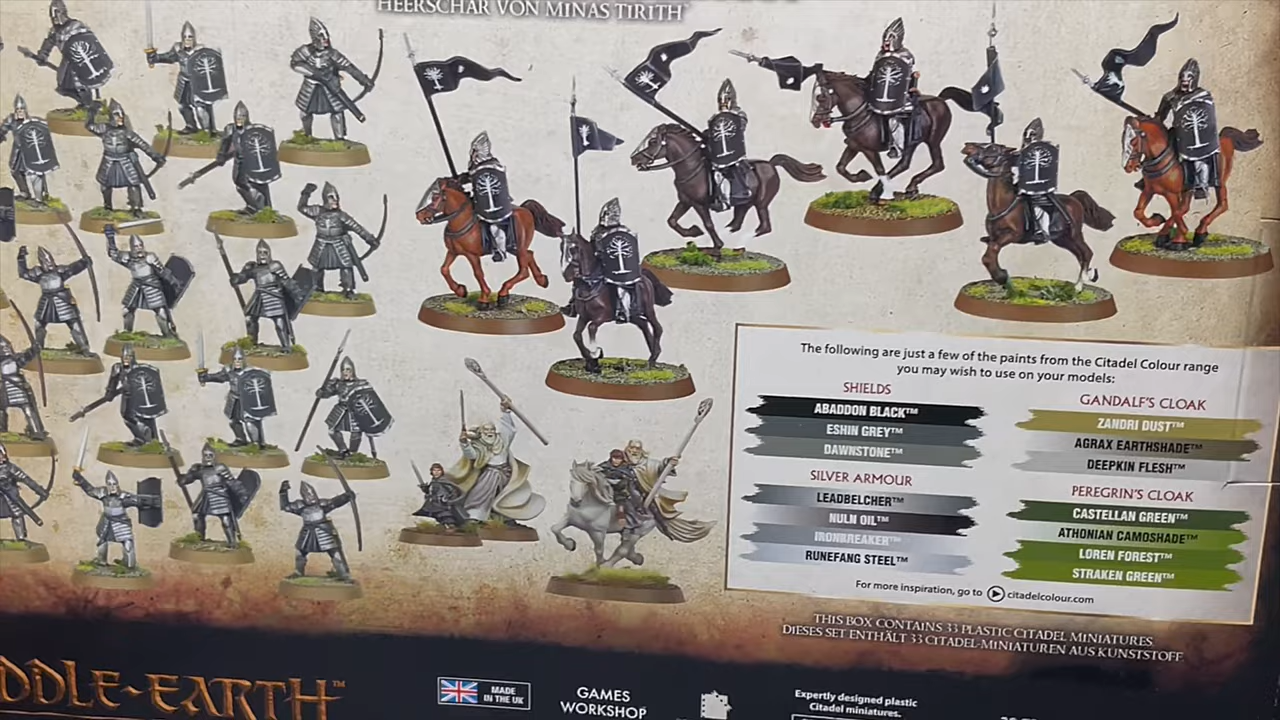 HEERSCHAR VON MINAS TIRITH
The following are just a few of the paints from the Citadel Colour range
you may wish to use on your models:
SHIELDS
ABADDON BLACK™
ESHIN GREY™
DAWNSTONE™
SILVER ARMOUR
LEADBELCHER™
NULN OIL™
IRONBREAKER™
RUNEFANG STEEL™
GANDALF'S CLOAK
ZANDRI DUST™
AGRAX EARTHSHADE™
DEEPKIN FLESH™
PEREGRIN'S CLOAK
CASTELLAN GREEN™
ATHONIAN CAMOSHADE™
LOREN FOREST™
STRAKEN GREEN™
For more inspiration, go to citadelcolour.com
THIS BOX CONTAINS 33 PLASTIC CITADEL MINIATURES.
DIESES SET ENTHÄLT 33 CITADEL-MINIATUREN AUS KUNSTSTOFF.
DDLE-EARTH™
MADE
IN THE UK
GAMES
WORKSHOP
Expertly designed plastic
Citadel miniatures.